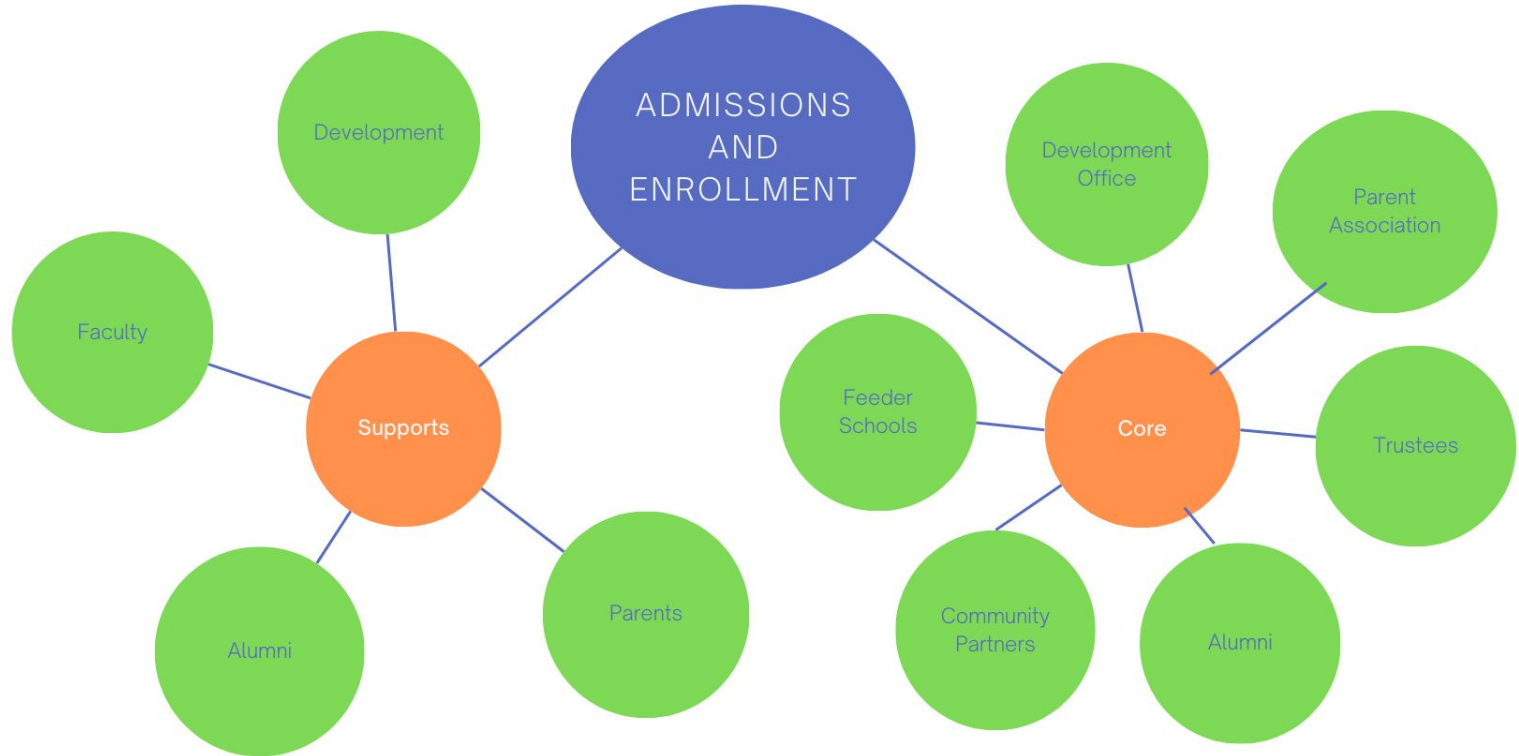 ADMISSIONS
AND
ENROLLMENT
Development
Faculty
Supports
Alumni
Parents
Development
Office
Parent
Association
Feeder
Schools
Core
Trustees
Community
Partners
Alumni